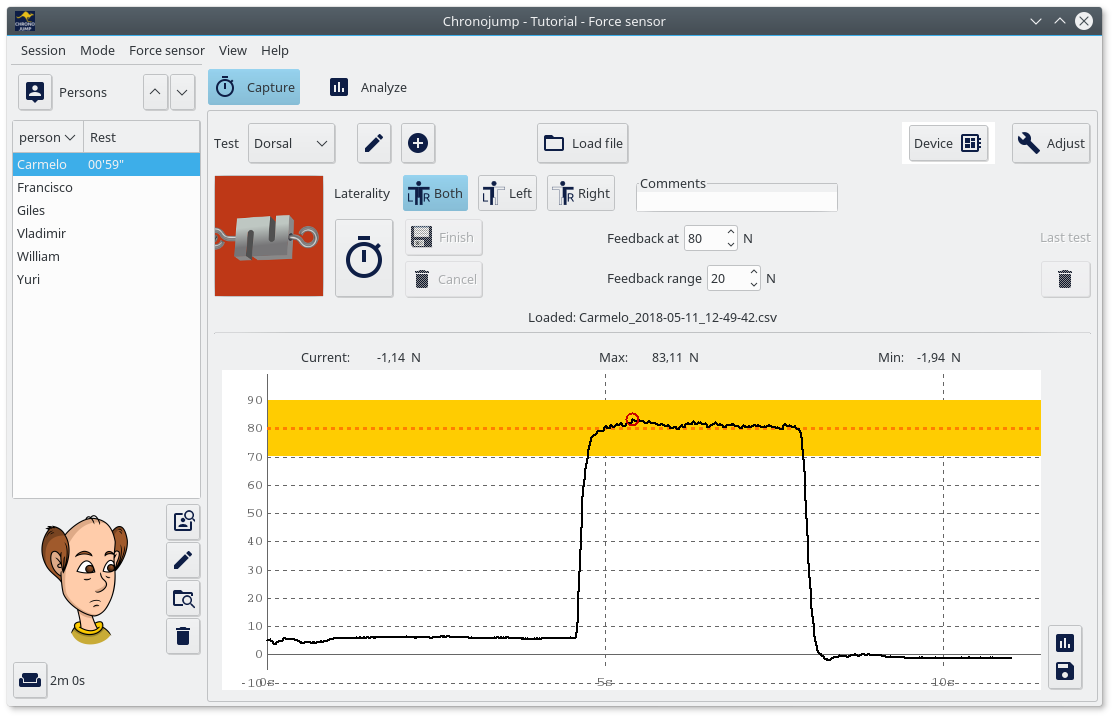 Chronojump - Tutorial - Force sensor
CHRONO
JUMP
Session Mode Force sensor View Help
Persons
Capture Analyze
person Rest
Carmelo 00'59"
Francisco
Giles
Vladimir
William
Yuri
2m 0s
Test Dorsal Load file Device Adjust
Laterality L R Both L Left R Right Comments
Finish Feedback at 80 N Last test
Cancel Feedback range 20 N
Loaded: Carmelo_2018-05-11_12-49-42.csv
Current: -1,14 N Max: 83,11 N Min: -1,94 N
90
80
70
60
50
40
30
20
10
0
-10
0s 5s 10s